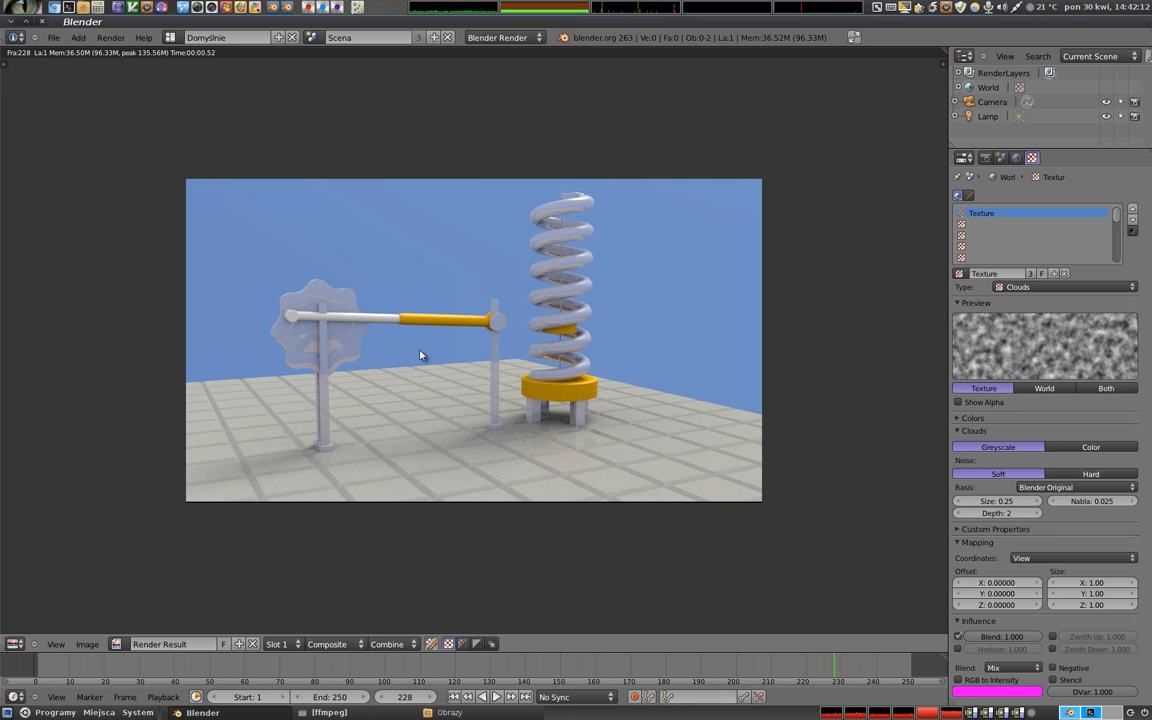 21 °C pon 30 kwi, 14:42:12
Blender
File Add Render Help Domyślnie Scena 3 Blender Render blender.org 263 | Ve:0 | Fa:0 | Ob:0-2 | La:1 | Mem:36.52M (96.33M)
Fra:228 La:1 Mem:36.50M (96.33M, peak 135.56M) Time:00:00.52
View Search Current Scene
RenderLayers
World
Camera
Lamp
Worl Textur
Texture
Texture 3 F
Type: Clouds
Preview
Texture World Both
Show Alpha
Colors
Clouds
Greyscale Color
Noise:
Soft Hard
Basis: Blender Original
Size: 0.25 Nabla: 0.025
Depth: 2
Custom Properties
Mapping
Coordinates: View
Offset: Size:
X: 0.00000 X: 1.00
Y: 0.00000 Y: 1.00
Z: 0.00000 Z: 1.00
Influence
Blend: 1.000 Zenith Up: 1.000
Horizon: 1.000 Zenith Down: 1.000
Blend: Mix Negative
RGB to Intensity Stencil
DVar: 1.000
View Image Render Result F Slot 1 Composite Combine
0 10 20 30 40 50 60 70 80 90 100 110 120 130 140 150 160 170 180 190 200 210 220 230 240 250
View Marker Frame Playback Start: 1 End: 250 228 No Sync
Programy Miejsca System Blender [ffmpeg] Obrazy